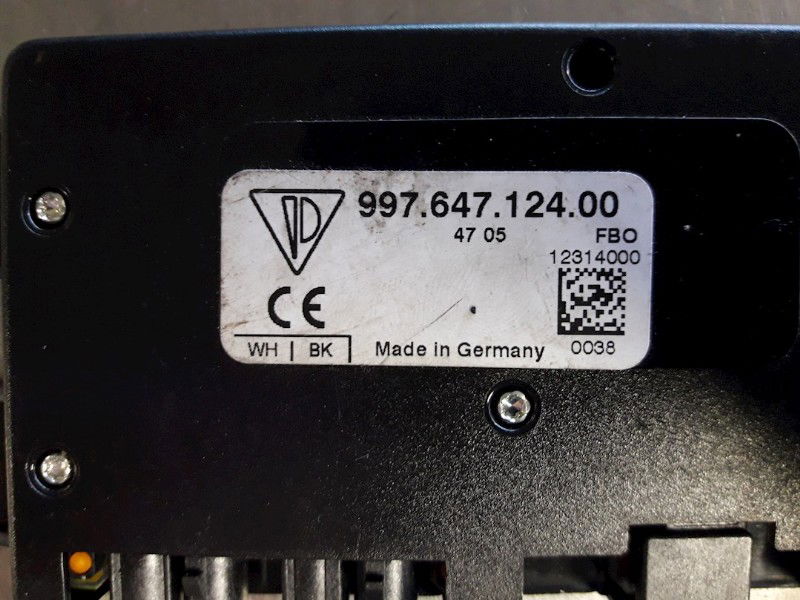 997.647.124.00
47 05 FBO
12314000
CE
WH | BK Made in Germany 0038